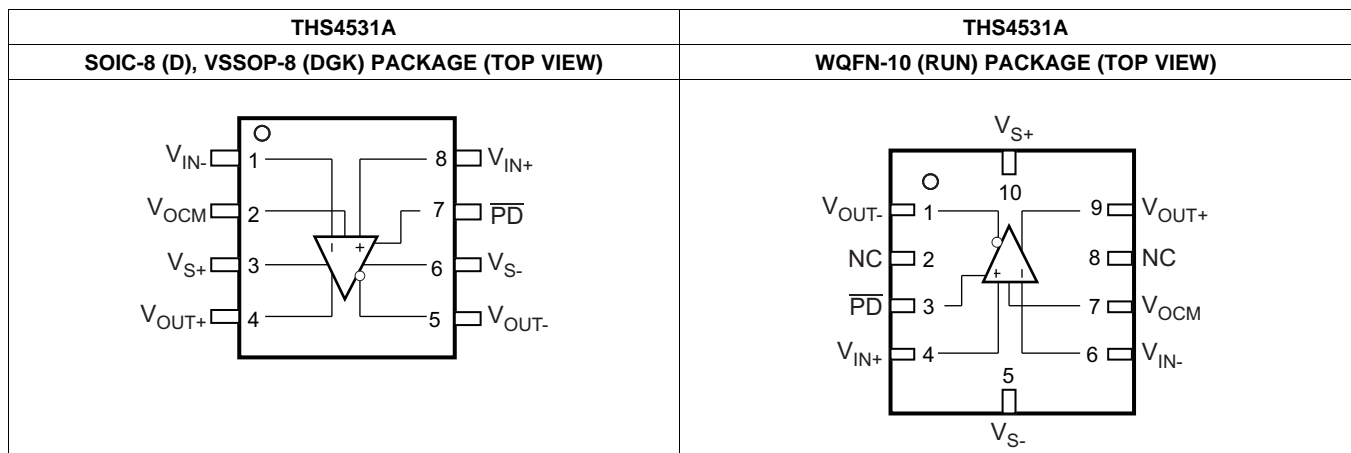 THS4531A
SOIC-8 (D), VSSOP-8 (DGK) PACKAGE (TOP VIEW)
VIN- 1 8 VIN+
VOCM 2 7 PD
VS+ 3 6 VS-
VOUT+ 4 5 VOUT-
THS4531A
WQFN-10 (RUN) PACKAGE (TOP VIEW)
VS+
10
VOUT- 1 9 VOUT+
NC 2 8 NC
PD 3 7 VOCM
VIN+ 4 6 VIN-
5
VS-